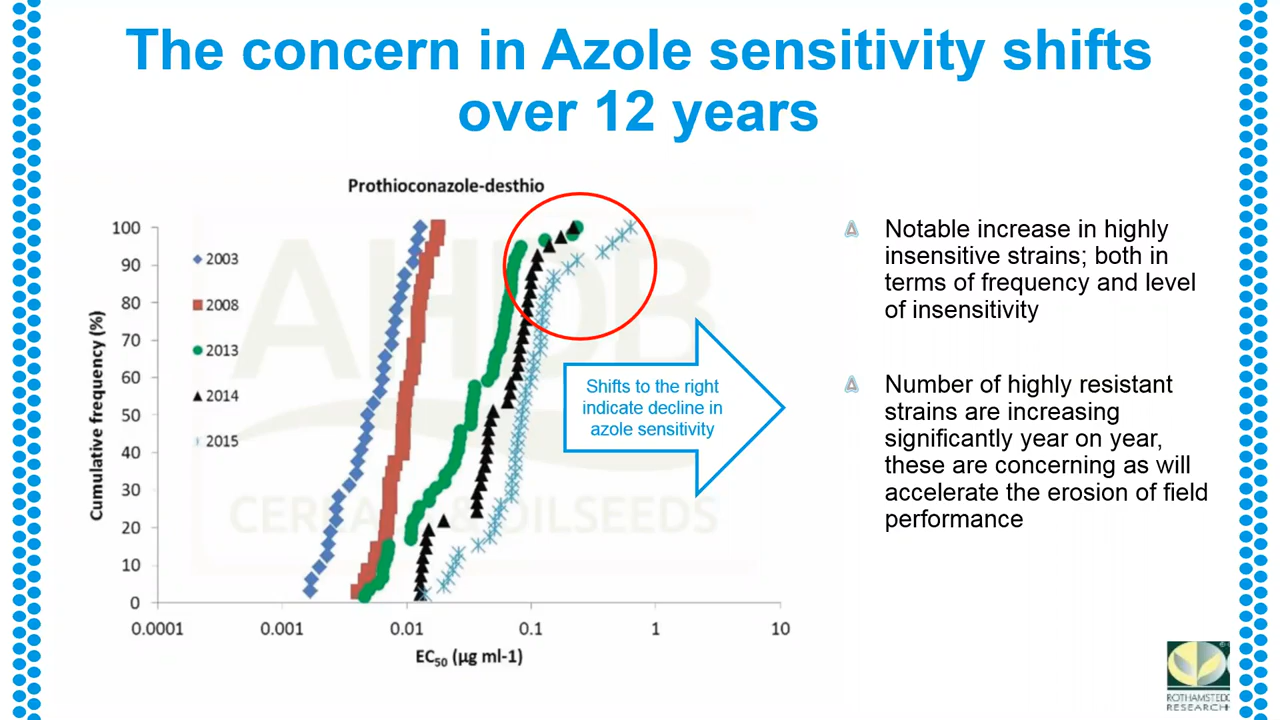 The concern in Azole sensitivity shifts
over 12 years
Prothioconazole-desthio
100
90
80
70
60
50
40
30
20
10
0
Cumulative frequency (%)
2003
2008
2013
2014
2015
AHDB
CEREALS & OILSEEDS
0.0001
0.001
0.01
0.1
1
10
EC50 (µg ml-1)
Shifts to the right
indicate decline in
azole sensitivity
Notable increase in highly
insensitive strains; both in
terms of frequency and level
of insensitivity
Number of highly resistant
strains are increasing
significantly year on year,
these are concerning as will
accelerate the erosion of field
performance
ROTHAMSTED
RESEARCH